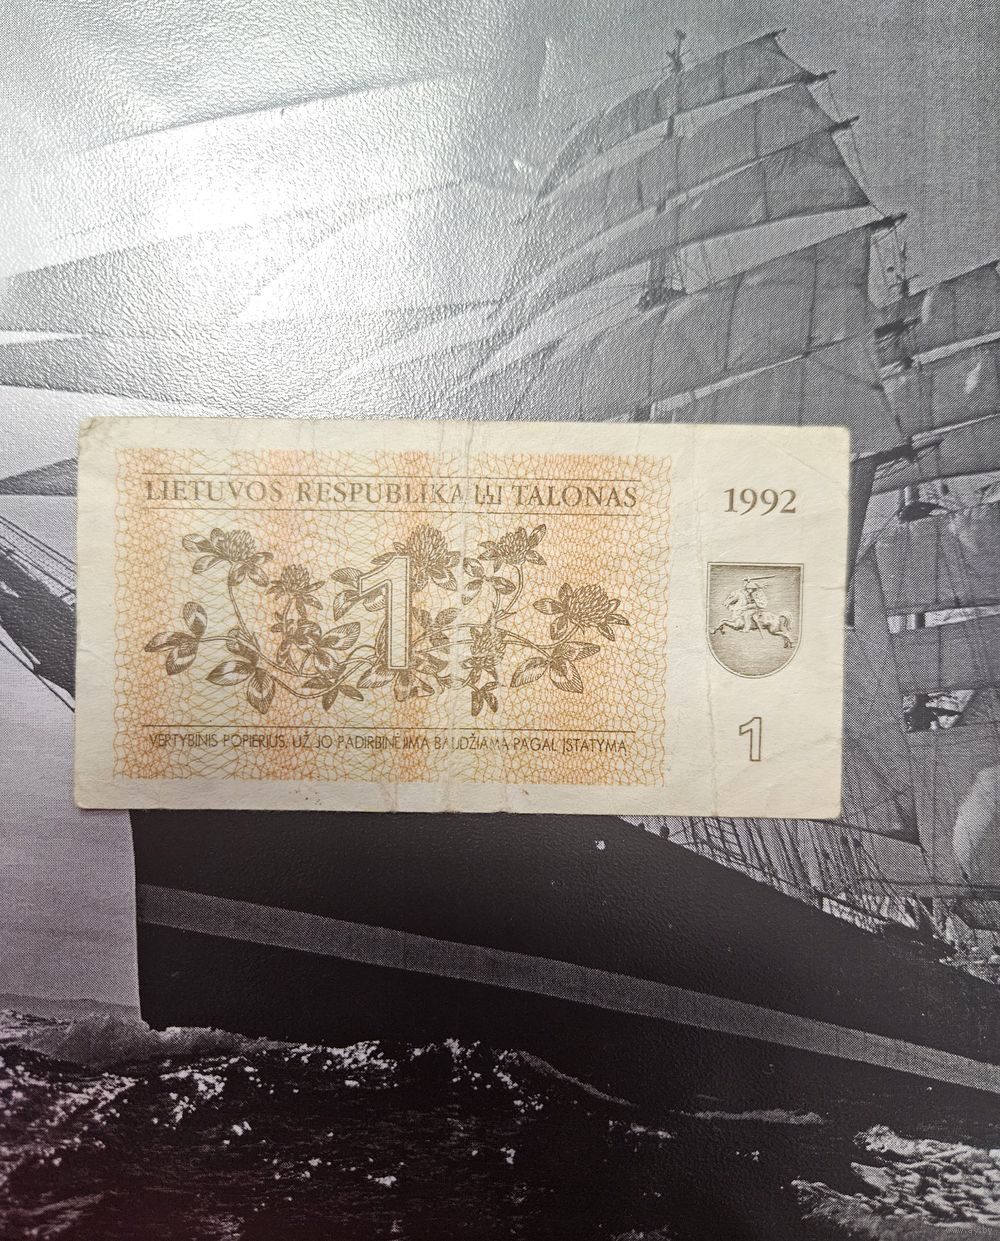 LIETUVOS RESPUBLIKA TALONAS
1992
1
VERTYBINIS POPIERIUS. UŽ JO PADIRBINĖJIMĄ BAUDŽIAMA PAGAL ĮSTATYMĄ
1